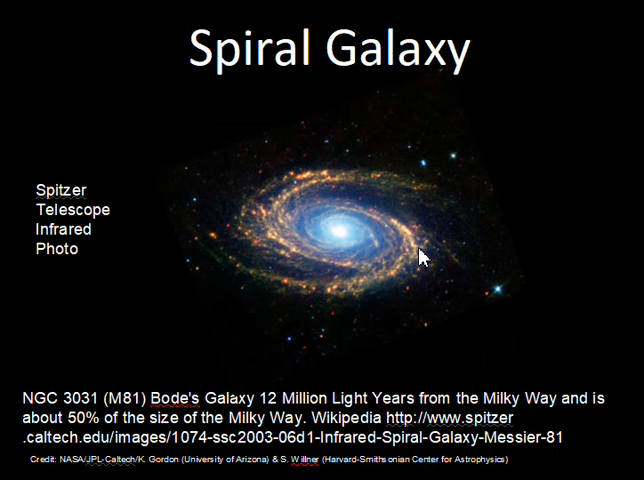 Spiral Galaxy
Spitzer
Telescope
Infrared
Photo
NGC 3031 (M81) Bode's Galaxy 12 Million Light Years from the Milky Way and is
about 50% of the size of the Milky Way. Wikipedia http://www.spitzer
.caltech.edu/images/1074-ssc2003-06d1-Infrared-Spiral-Galaxy-Messier-81
Credit: NASA/JPL-Caltech/K. Gordon (University of Arizona) & S. Willner (Harvard-Smithsonian Center for Astrophysics)